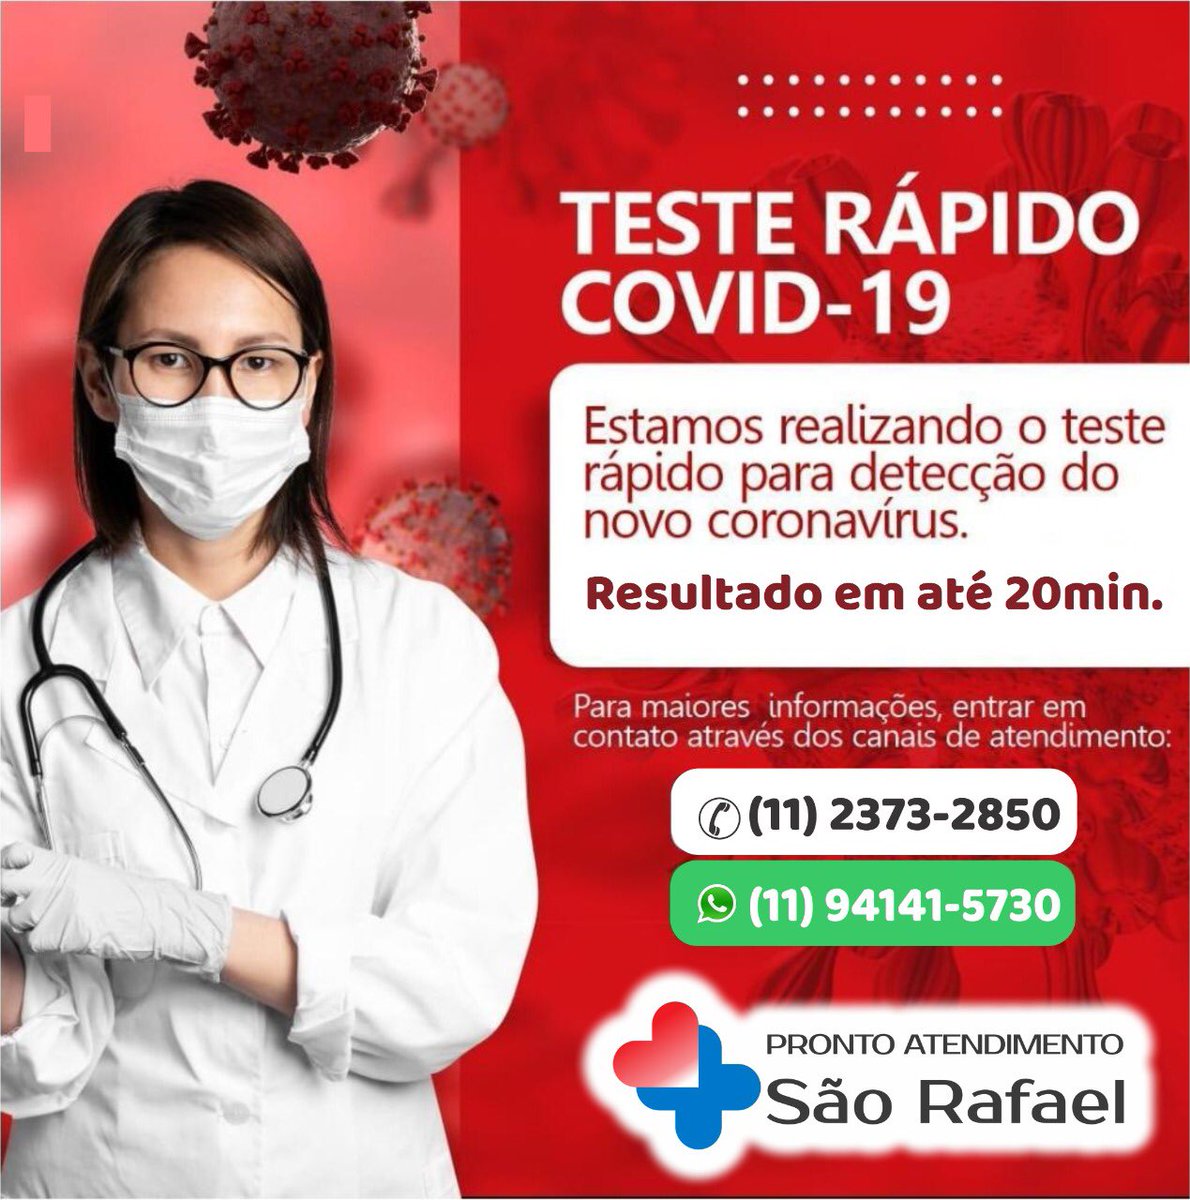 TESTE RÁPIDO
COVID-19
Estamos realizando o teste
rápido para detecção do
novo coronavírus.
Resultado em até 20min.
Para maiores informações, entrar em
contato através dos canais de atendimento:
(11) 2373-2850
(11) 94141-5730
PRONTO ATENDIMENTO
São Rafael